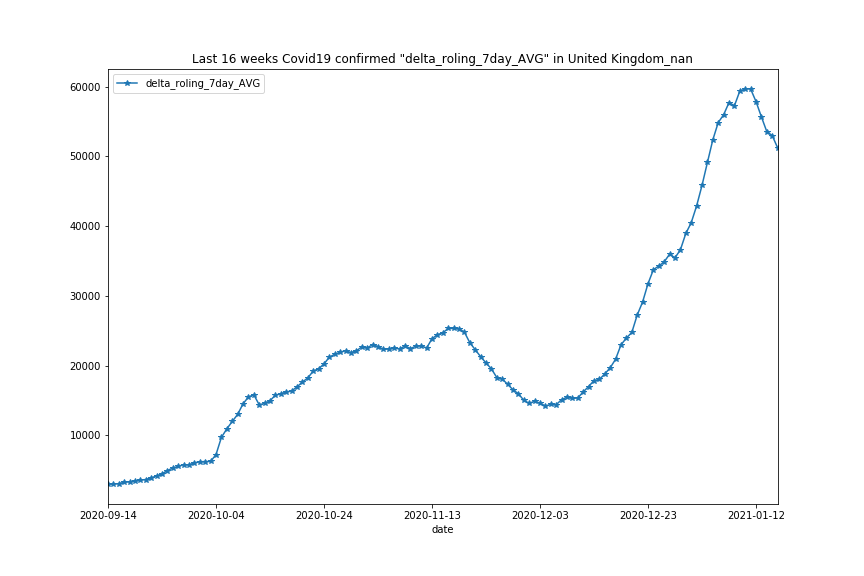 Last 16 weeks Covid19 confirmed "delta_roling_7day_AVG" in United Kingdom_nan
delta_roling_7day_AVG
60000
50000
40000
30000
20000
10000
2020-09-14 2020-10-04 2020-10-24 2020-11-13 2020-12-03 2020-12-23 2021-01-12
date